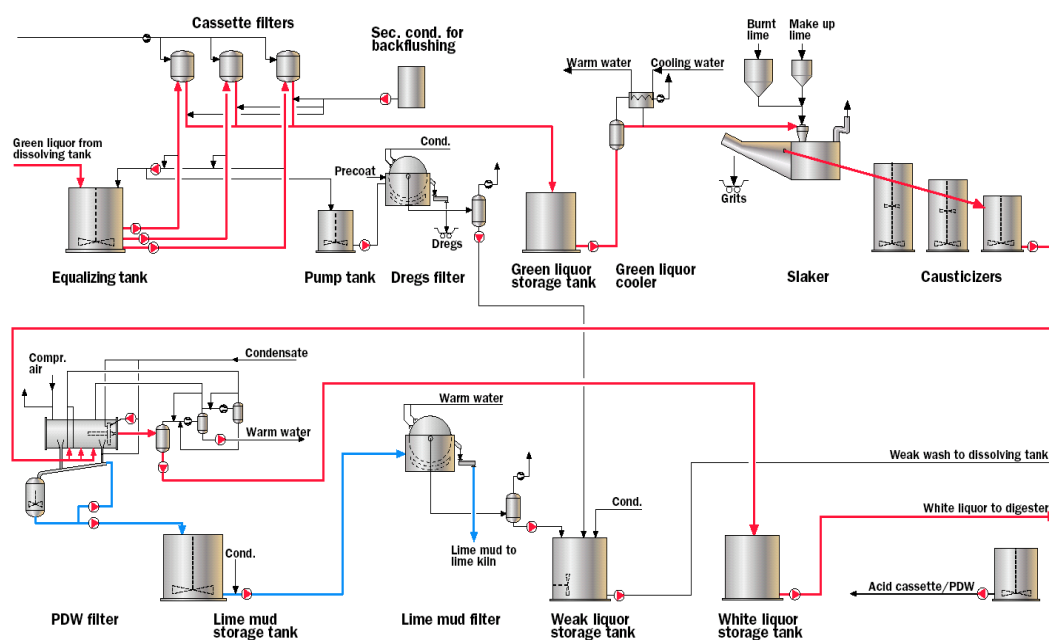 Cassette filters
Sec. cond. for
backflushing
Burnt
lime
Make up
lime
Warm water
Cooling water
Green liquor from
dissolving tank
Cond.
Precoat
Grits
Dregs
Equalizing tank
Pump tank
Dregs filter
Green liquor
storage tank
Green liquor
cooler
Slaker
Causticizers
Compr.
air
Condensate
Warm water
Warm water
Weak wash to dissolving tank
Cond.
White liquor to digester
Lime mud to
lime kiln
Cond.
Acid cassette/PDW
PDW filter
Lime mud
storage tank
Lime mud filter
Weak liquor
storage tank
White liquor
storage tank